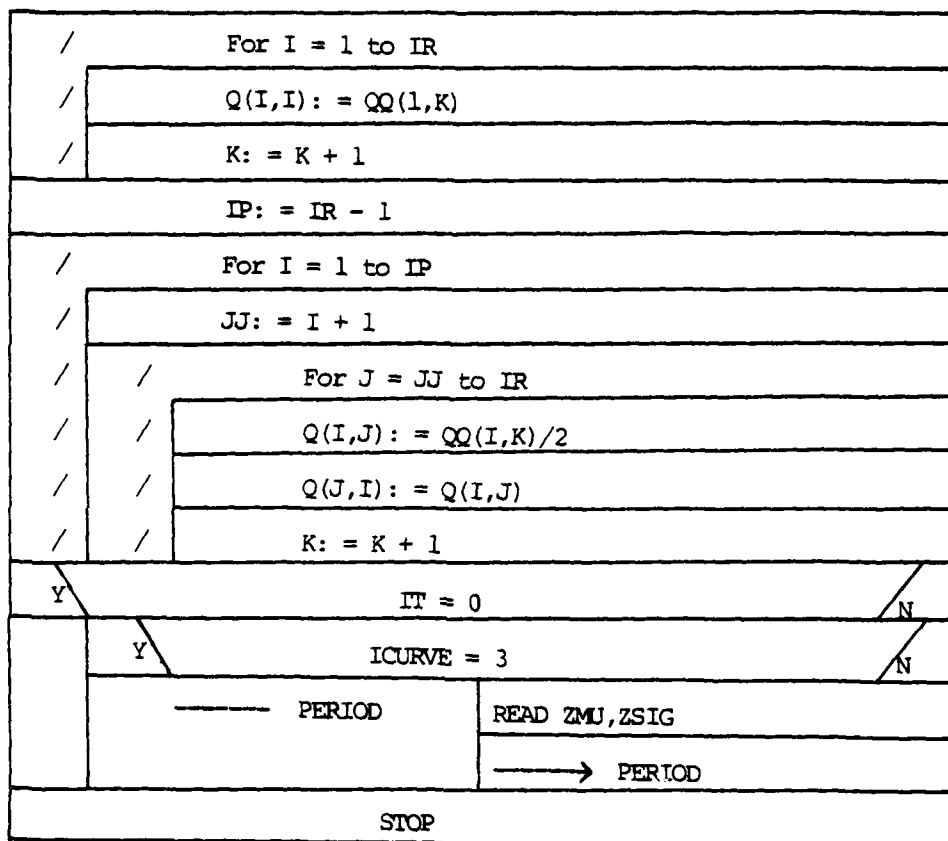 / For I = 1 to IR
/ Q(I,I): = QQ(1,K)
/ K: = K + 1
IP: = IR - 1
/ For I = 1 to IP
/ JJ: = I + 1
/ / For J = JJ to IR
/ / Q(I,J): = QQ(I,K)/2
/ / Q(J,I): = Q(I,J)
/ / K: = K + 1
Y IT = 0 N
Y ICURVE = 3 N
PERIOD READ ZMU,ZSIG
→ PERIOD
STOP